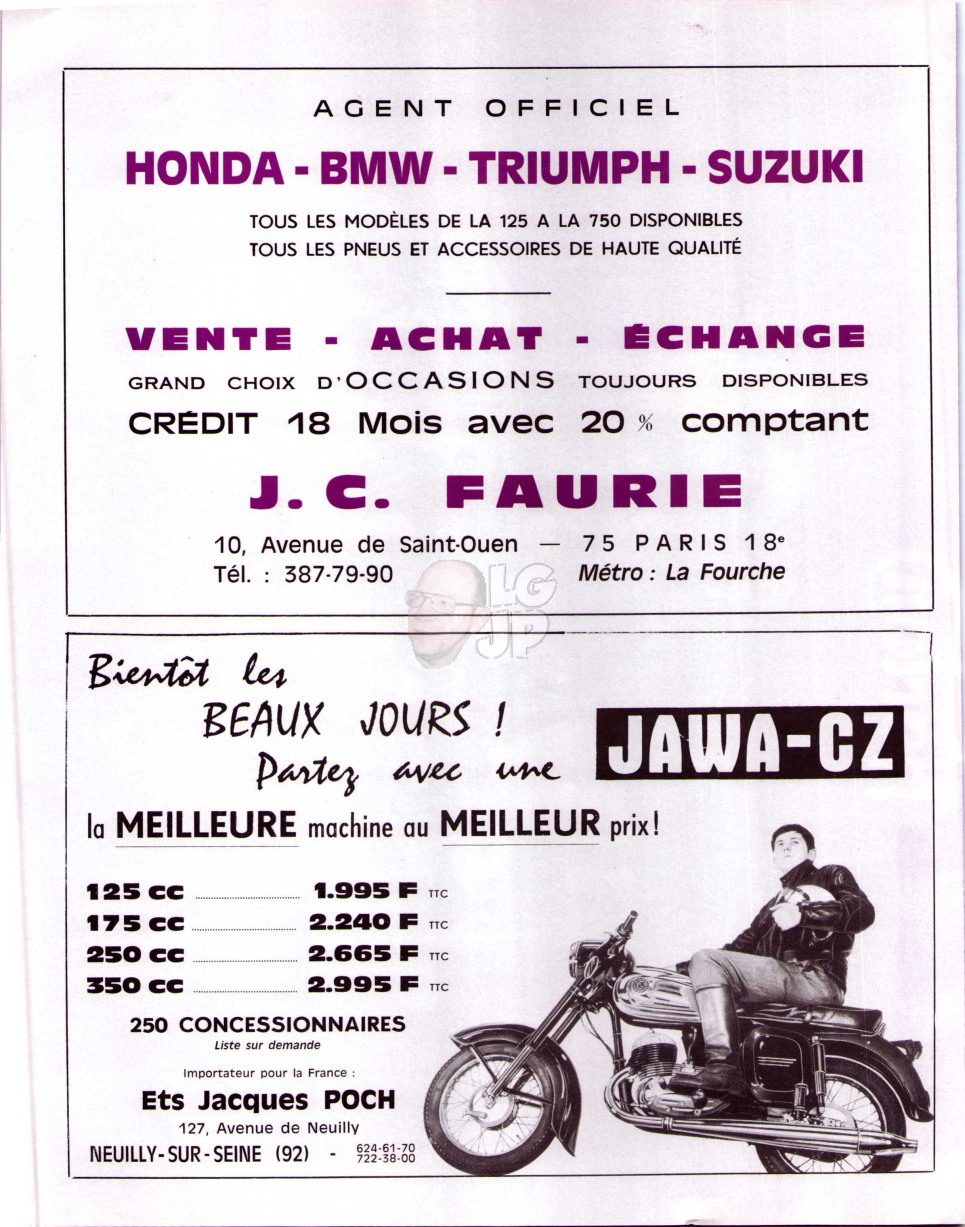 AGENT OFFICIEL
HONDA - BMW - TRIUMPH - SUZUKI
TOUS LES MODÈLES DE LA 125 A LA 750 DISPONIBLES
TOUS LES PNEUS ET ACCESSOIRES DE HAUTE QUALITÉ
VENTE - ACHAT - ÉCHANGE
GRAND CHOIX D'OCCASIONS TOUJOURS DISPONIBLES
CRÉDIT 18 Mois avec 20 % comptant
J. C. FAURIE
10, Avenue de Saint-Ouen — 75 PARIS 18e
Tél. : 387-79-90 Métro : La Fourche
LG
JP
Bientôt les
BEAUX JOURS !
Partez avec une JAWA-CZ
la MEILLEURE machine au MEILLEUR prix!
125 cc ........ 1.995 F TTC
175 cc ........ 2.240 F TTC
250 cc ........ 2.665 F TTC
350 cc ........ 2.995 F TTC
250 CONCESSIONNAIRES
Liste sur demande
Importateur pour la France :
Ets Jacques POCH
127, Avenue de Neuilly
NEUILLY-SUR-SEINE (92) - 624-61-70
722-38-00